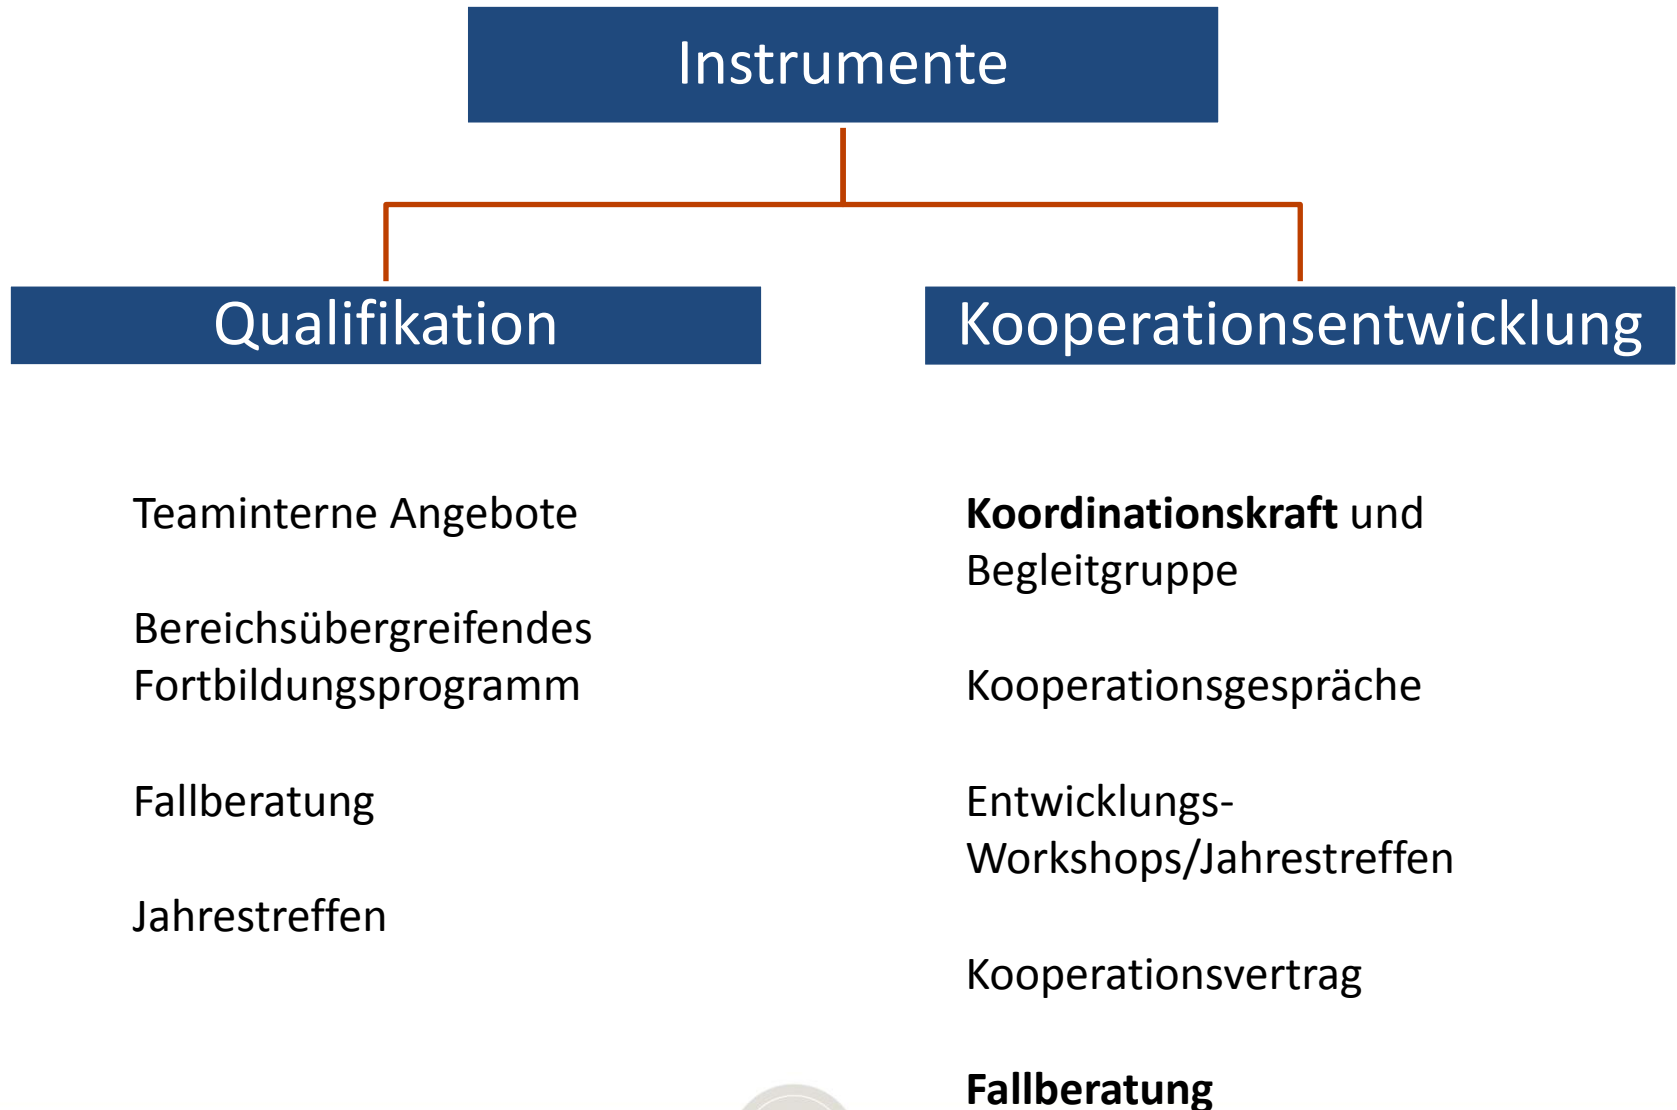 Instrumente
Qualifikation
Kooperationsentwicklung
Teaminterne Angebote
Bereichsübergreifendes
Fortbildungsprogramm
Fallberatung
Jahrestreffen
Koordinationskraft und
Begleitgruppe
Kooperationsgespräche
Entwicklungs-
Workshops/Jahrestreffen
Kooperationsvertrag
Fallberatung